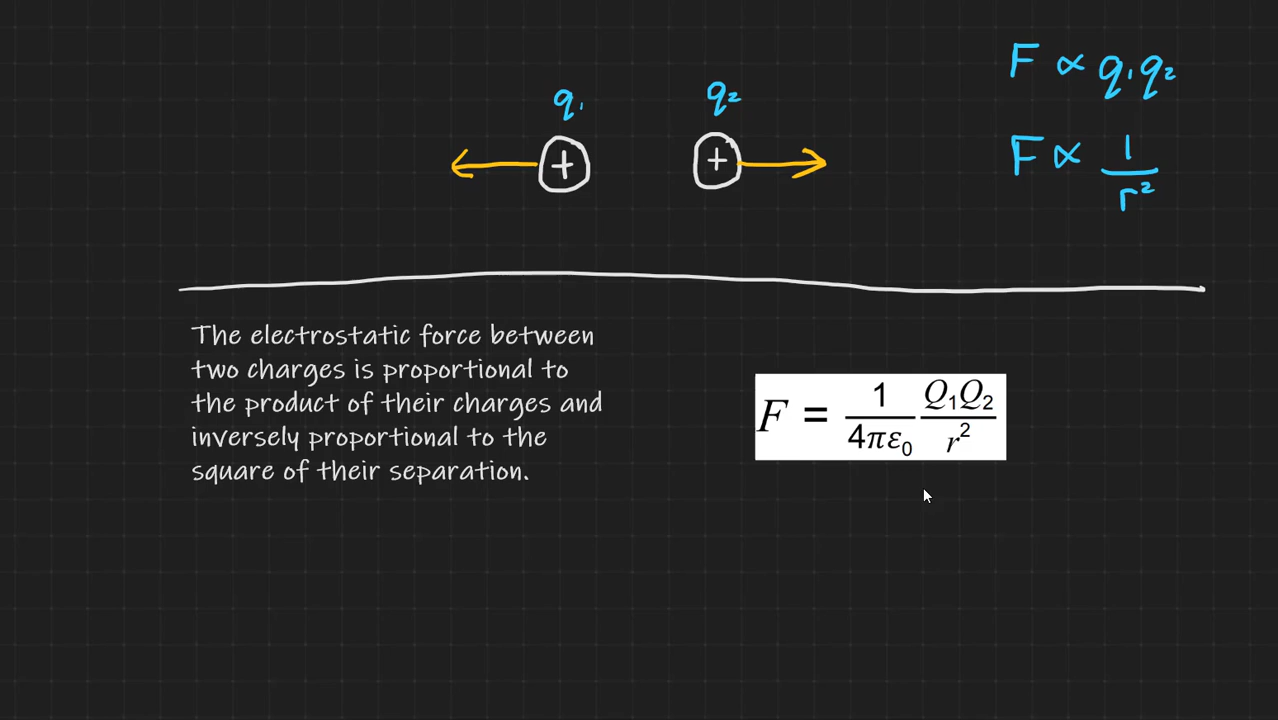 q₁ q₂
F ∝ q₁q₂
F ∝ 1/r²
+ +
The electrostatic force between
two charges is proportional to
the product of their charges and
inversely proportional to the
square of their separation.
F = 1/4πε₀ Q₁Q₂/r²